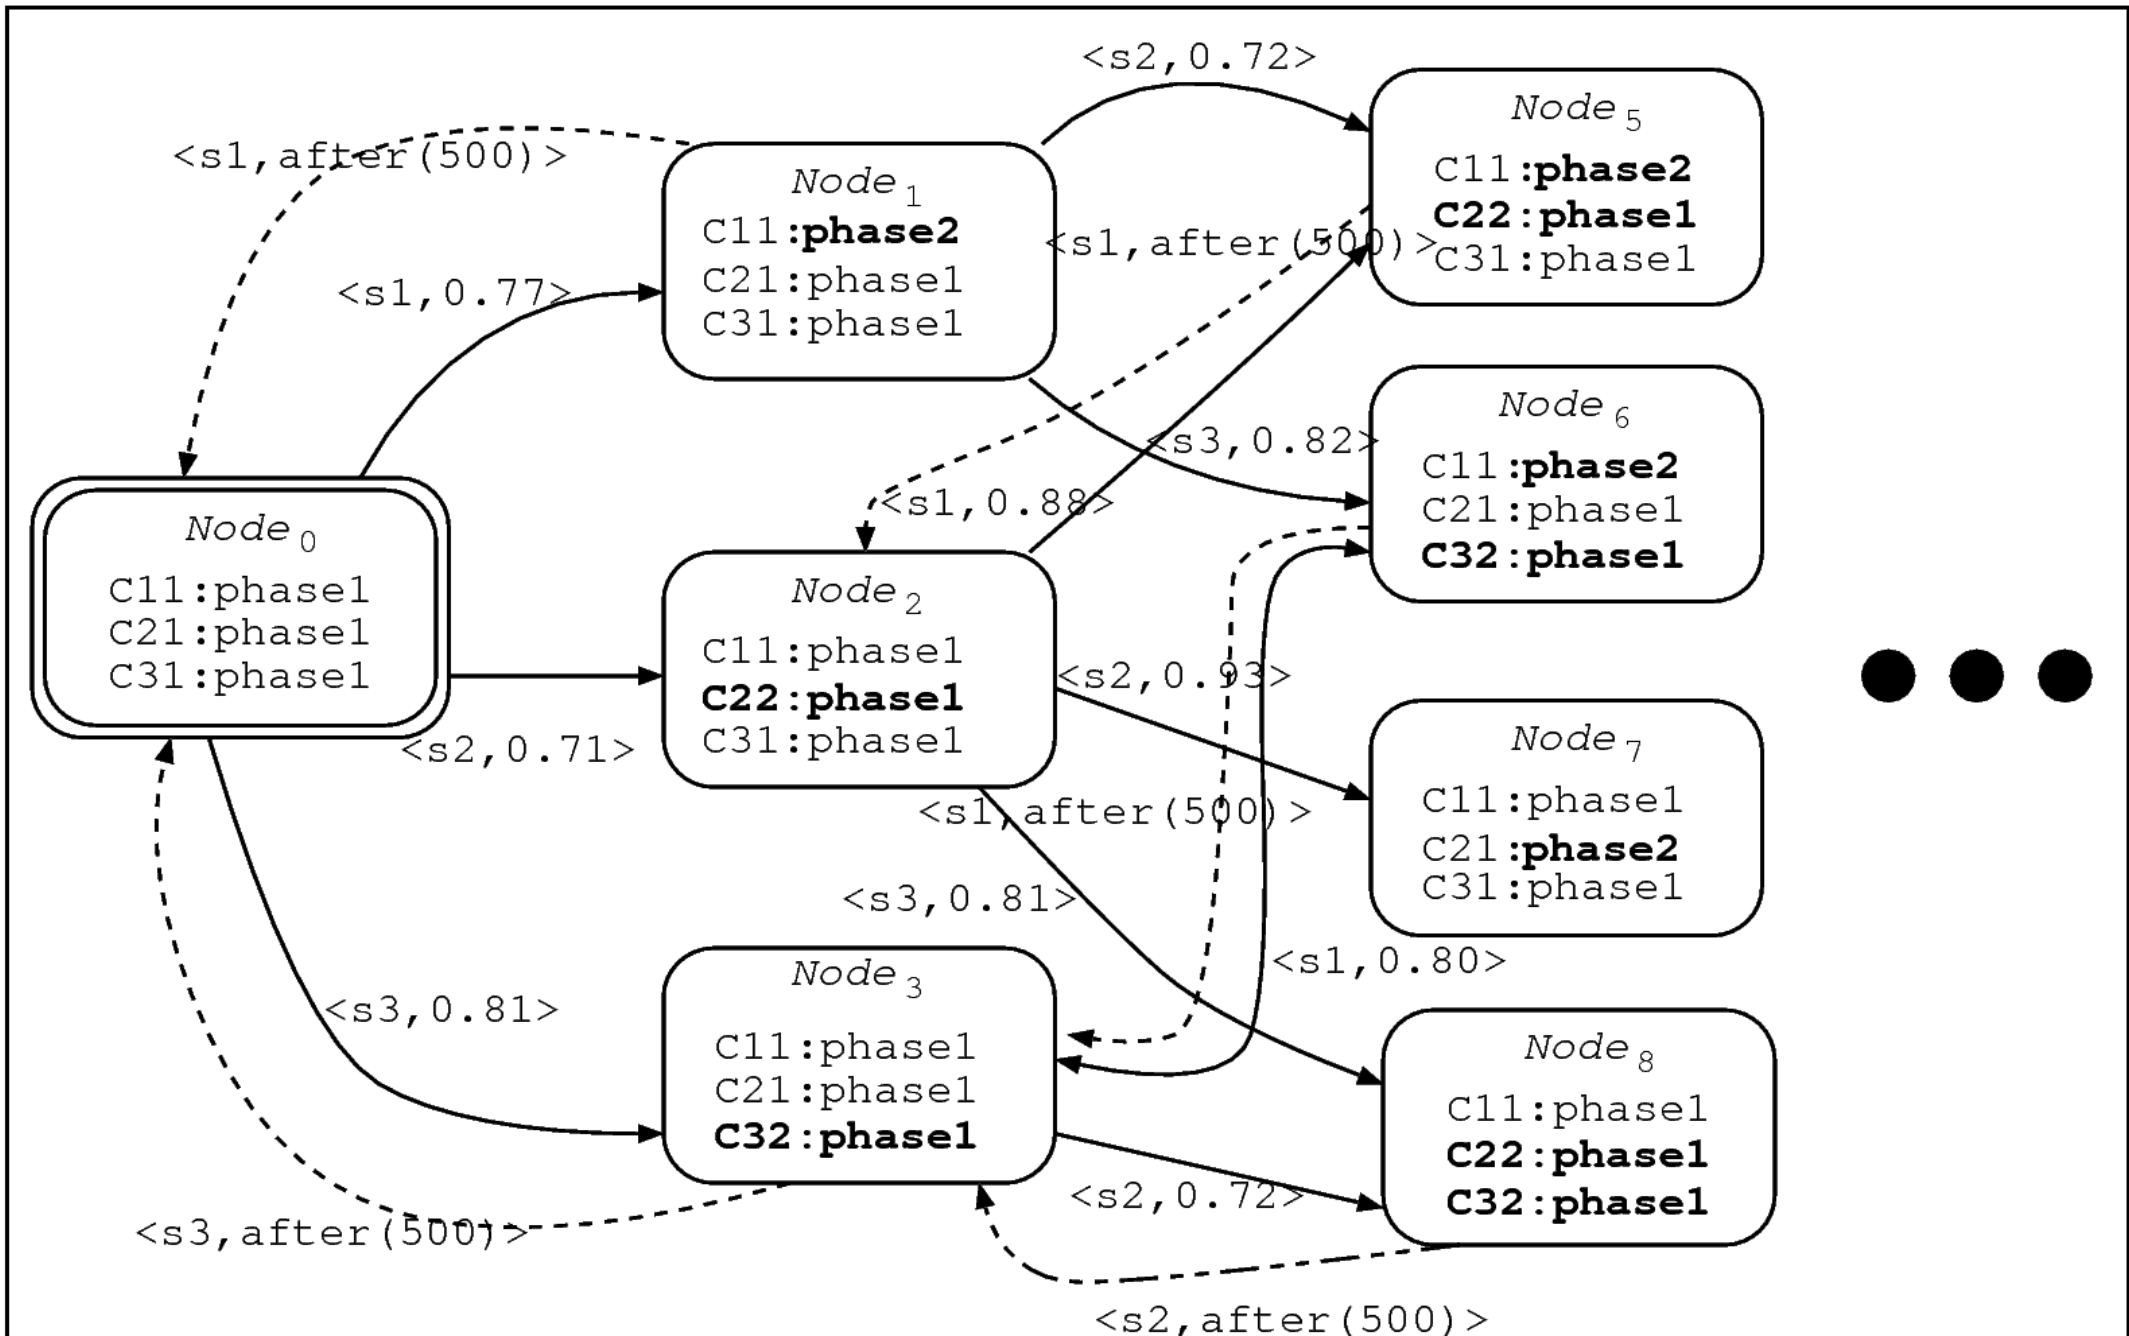 <s2,0.72>
<s1,after(500)>
Node 5
C11:phase2
C22:phase1
C31:phase1
Node 1
C11:phase2
C21:phase1
C31:phase1
<s1,after(500)>
<s1,0.77>
Node 6
C11:phase2
C21:phase1
C32:phase1
<s3,0.82>
<s1,0.88>
Node 0
C11:phase1
C21:phase1
C31:phase1
Node 2
C11:phase1
C22:phase1
C31:phase1
<s2,0.93>
<s2,0.71>
Node 7
C11:phase1
C21:phase2
C31:phase1
<s1,after(500)>
<s3,0.81>
<s1,0.80>
<s3,0.81>
Node 3
C11:phase1
C21:phase1
C32:phase1
Node 8
C11:phase1
C22:phase1
C32:phase1
<s2,0.72>
<s3,after(500)>
<s2,after(500)>